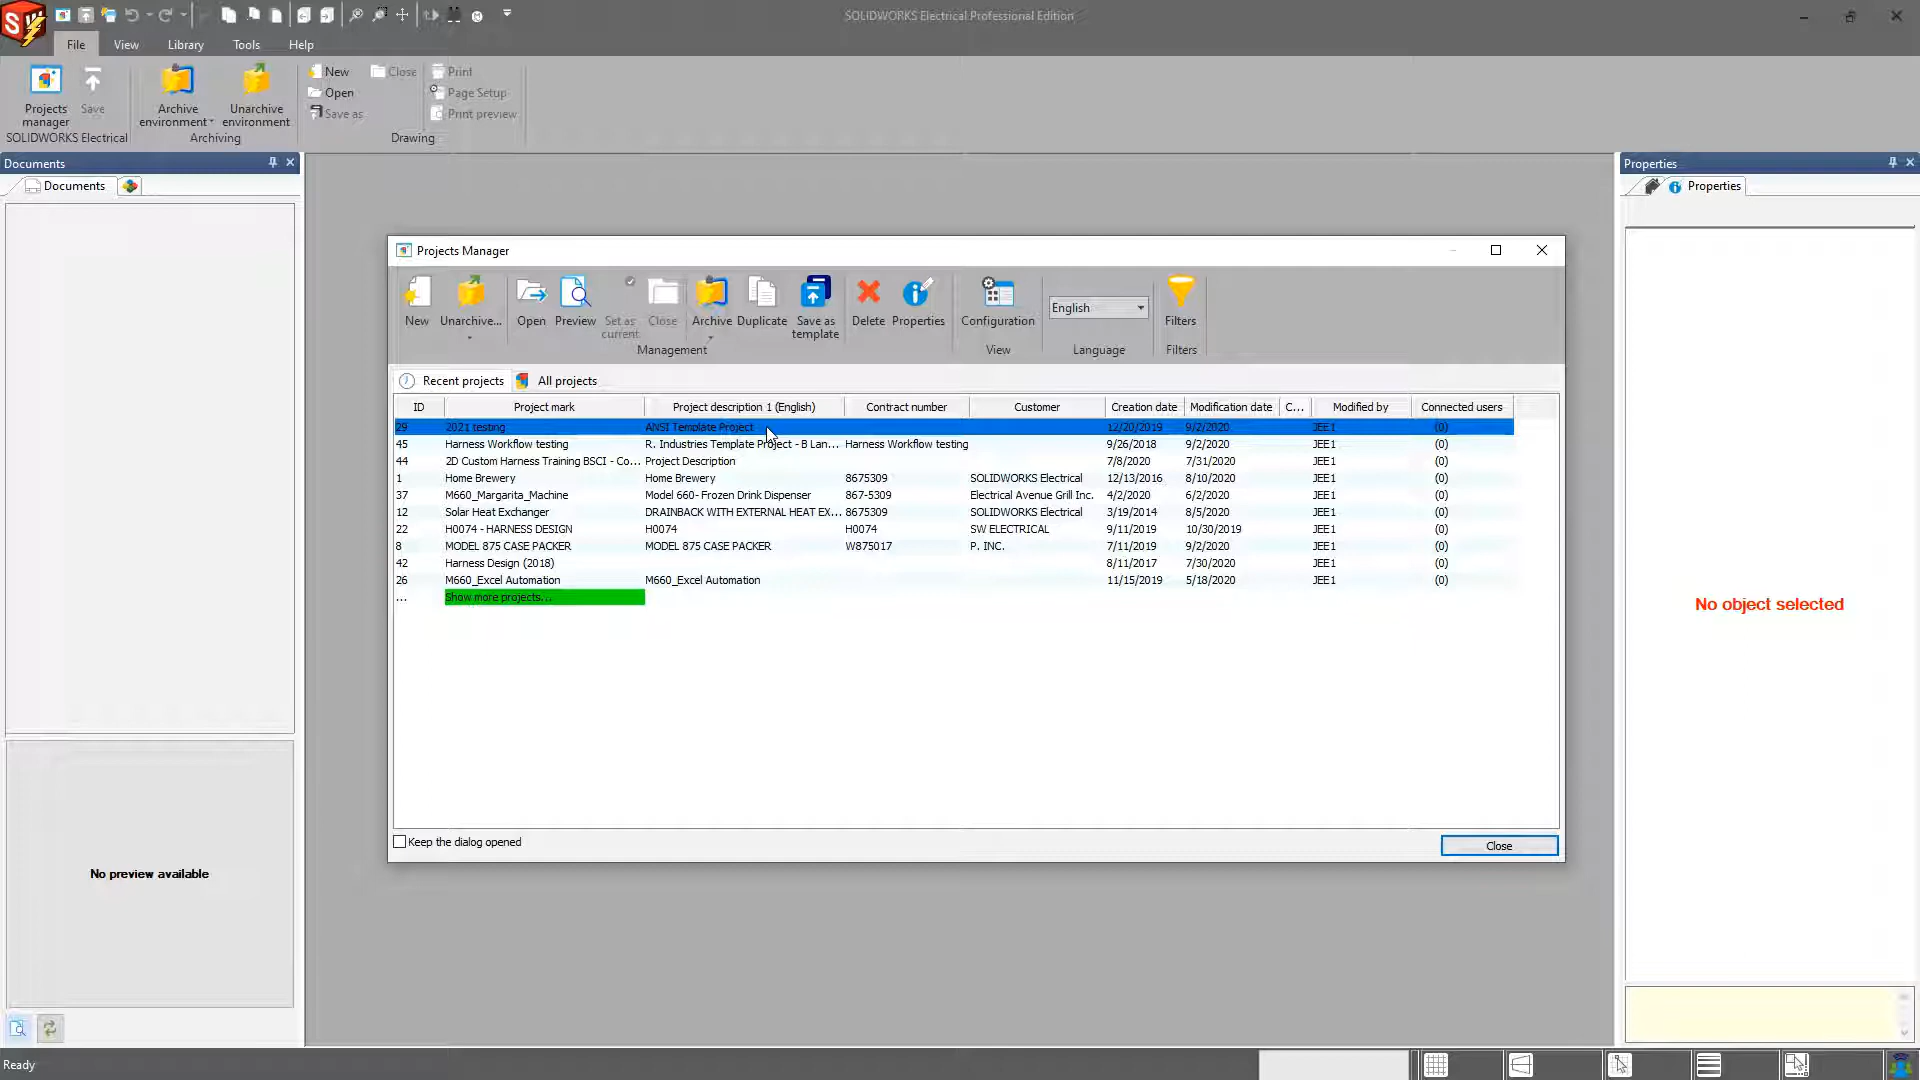 SOLIDWORKS Electrical Professional Edition
File View Library Tools Help
Projects manager
Save
Archive environment
Unarchive environment
New
Close
Open
Save as
Print
Page Setup
Print preview
SOLIDWORKS Electrical
Archiving
Drawing
Documents
Documents
Properties
Properties
Projects Manager
New
Unarchive...
Open
Preview
Set as current
Close
Archive
Duplicate
Save as template
Delete
Properties
Configuration
English
Filters
Management
View
Language
Filters
Recent projects
All projects
ID Project mark Project description 1 (English) Contract number Customer Creation date Modification date C... Modified by Connected users
29 2021 testing ANSI Template Project 12/20/2019 9/2/2020 JEE1 (0)
45 Harness Workflow testing R. Industries Template Project - B Lan... Harness Workflow testing 9/26/2018 9/2/2020 JEE1 (0)
44 2D Custom Harness Training BSCI - Co... Project Description 7/8/2020 7/31/2020 JEE1 (0)
1 Home Brewery Home Brewery 8675309 SOLIDWORKS Electrical 12/13/2016 8/10/2020 JEE1 (0)
37 M660_Margarita_Machine Model 660- Frozen Drink Dispenser 867-5309 Electrical Avenue Grill Inc. 4/2/2020 6/2/2020 JEE1 (0)
12 Solar Heat Exchanger DRAINBACK WITH EXTERNAL HEAT EX... 8675309 SOLIDWORKS Electrical 3/19/2014 8/5/2020 JEE1 (0)
22 H0074 - HARNESS DESIGN H0074 H0074 SW ELECTRICAL 9/11/2019 10/30/2019 JEE1 (0)
8 MODEL 875 CASE PACKER MODEL 875 CASE PACKER W875017 P. INC. 7/11/2019 9/2/2020 JEE1 (0)
42 Harness Design (2018) 8/11/2017 7/30/2020 JEE1 (0)
26 M660_Excel Automation M660_Excel Automation 11/15/2019 5/18/2020 JEE1 (0)
... Show more projects...
Keep the dialog opened
Close
No object selected
No preview available
Ready